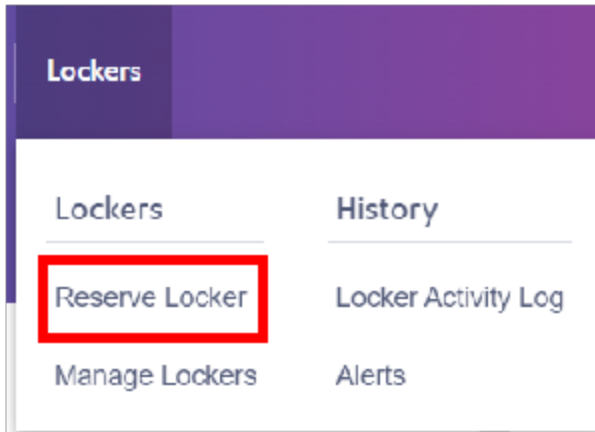 Lockers
Lockers
History
Reserve Locker
Locker Activity Log
Manage Lockers
Alerts